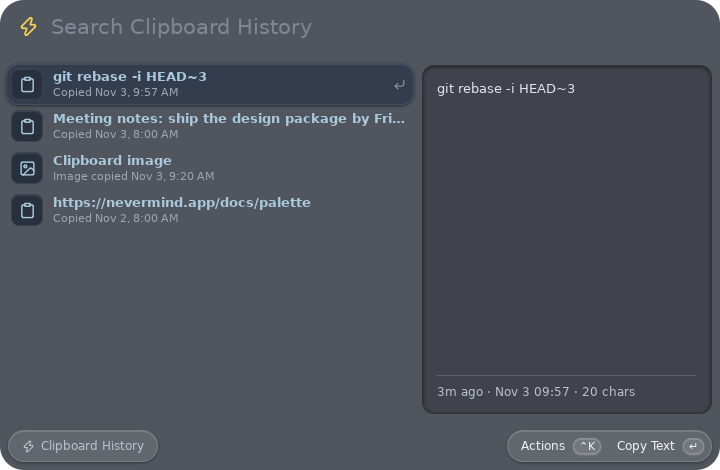 Search Clipboard History
git rebase -i HEAD~3
Copied Nov 3, 9:57 AM
Meeting notes: ship the design package by Fri...
Copied Nov 3, 8:00 AM
Clipboard image
Image copied Nov 3, 9:20 AM
https://nevermind.app/docs/palette
Copied Nov 2, 8:00 AM
git rebase -i HEAD~3
3m ago · Nov 3 09:57 · 20 chars
Clipboard History
Actions ⌃K Copy Text ↵